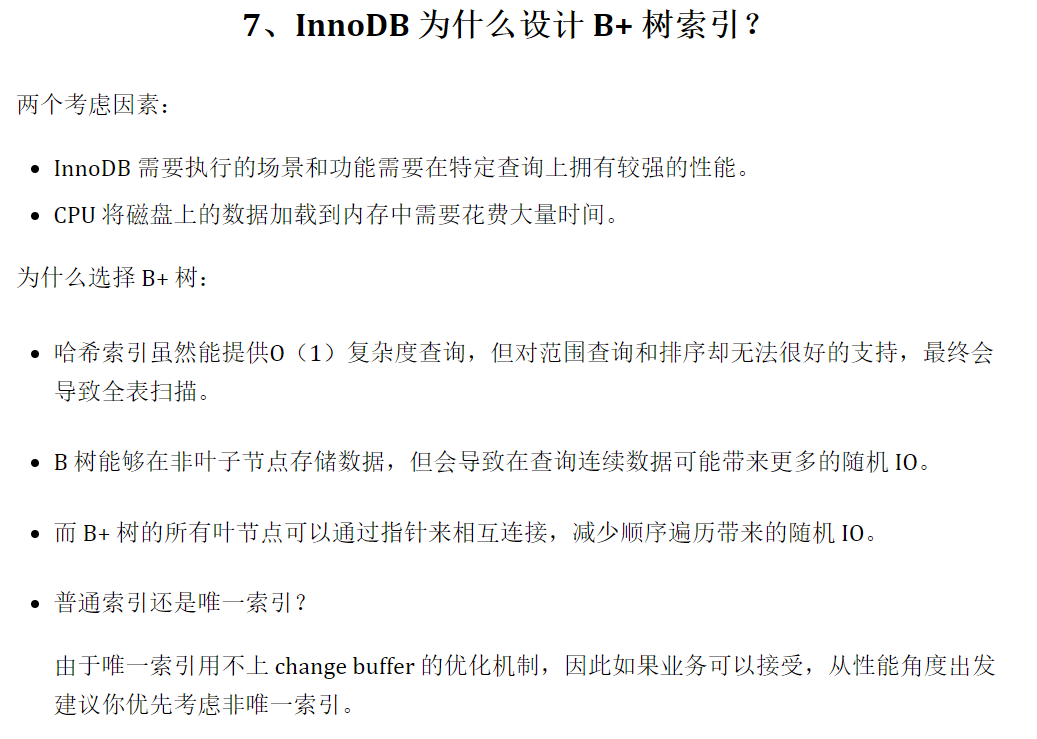 7、InnoDB 为什么设计 B+ 树索引？
两个考虑因素：
• InnoDB 需要执行的场景和功能需要在特定查询上拥有较强的性能。
• CPU 将磁盘上的数据加载到内存中需要花费大量时间。
为什么选择 B+ 树：
• 哈希索引虽然能提供O（1）复杂度查询，但对范围查询和排序却无法很好的支持，最终会
导致全表扫描。
• B 树能够在非叶子节点存储数据，但会导致在查询连续数据可能带来更多的随机 IO。
• 而 B+ 树的所有叶节点可以通过指针来相互连接，减少顺序遍历带来的随机 IO。
• 普通索引还是唯一索引？
由于唯一索引用不上 change buffer 的优化机制，因此如果业务可以接受，从性能角度出发
建议你优先考虑非唯一索引。